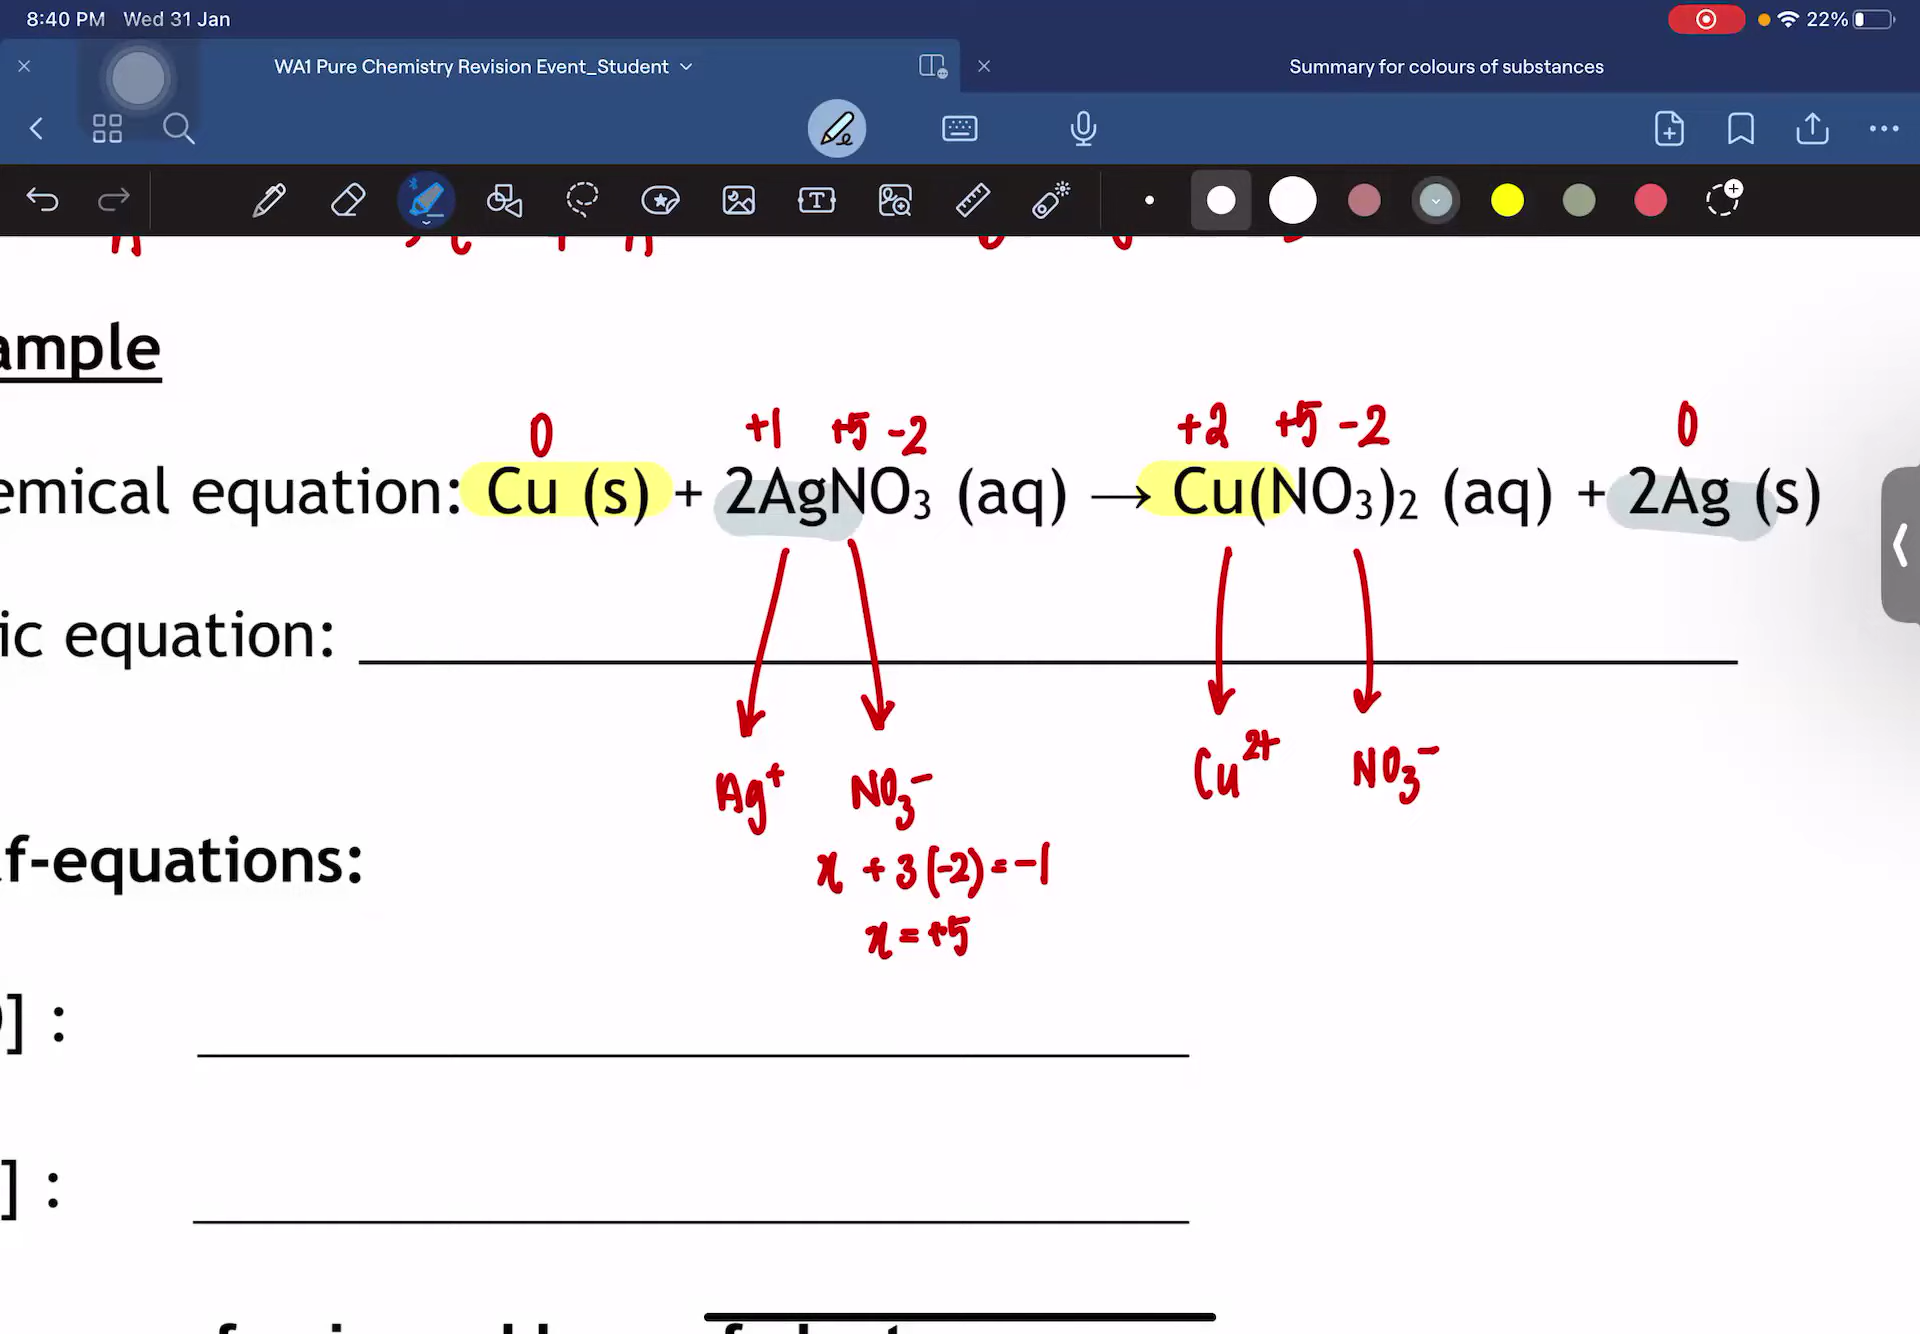 8:40 PM Wed 31 Jan 22%
WA1 Pure Chemistry Revision Event_Student Summary for colours of substances
ample
0 +1 +5 -2 +2 +5 -2 0
emical equation: Cu (s) + 2AgNO₃ (aq) → Cu(NO₃)₂ (aq) + 2Ag (s)
ic equation:
Ag⁺ NO₃⁻ Cu²⁺ NO₃⁻
x + 3(-2) = -1
x = +5
f-equations:
] :
] :